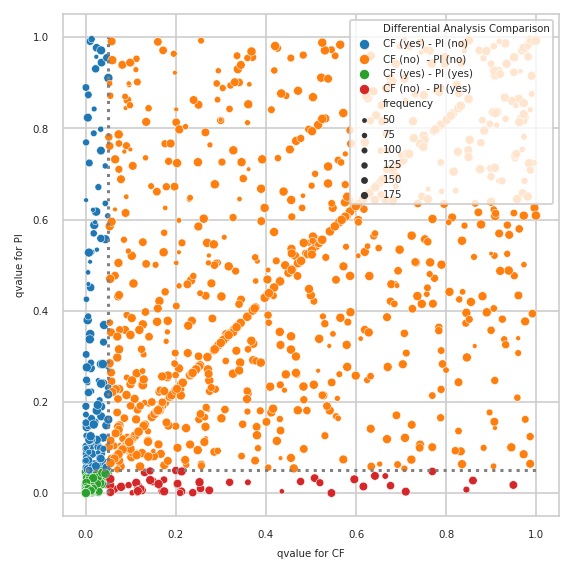 Differential Analysis Comparison
CF (yes) - PI (no)
CF (no)  - PI (no)
CF (yes) - PI (yes)
CF (no)  - PI (yes)
frequency
50
75
100
125
150
175
1.0
0.8
0.6
0.4
0.2
0.0
qvalue for PI
0.0 0.2 0.4 0.6 0.8 1.0
qvalue for CF